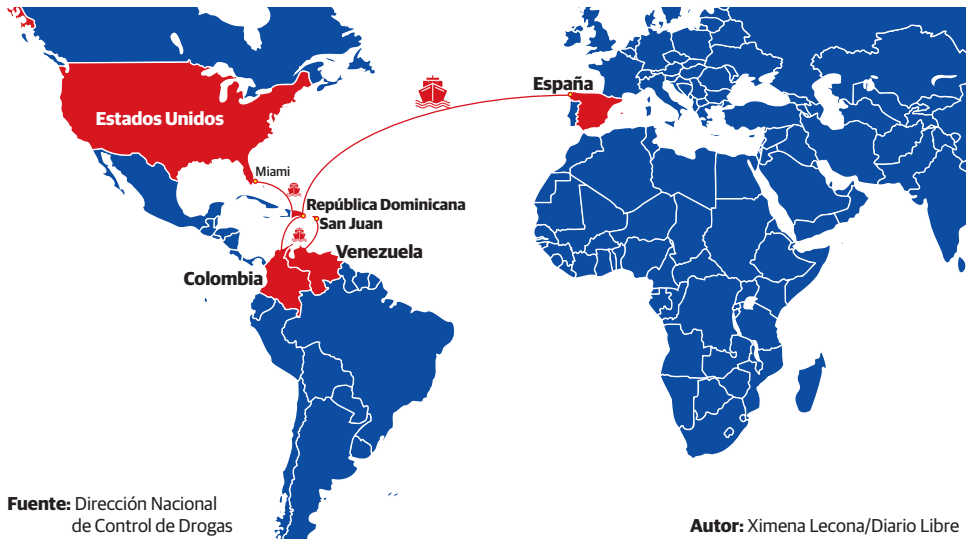 España
Estados Unidos
Miami
República Dominicana
San Juan
Venezuela
Colombia
Fuente: Dirección Nacional
de Control de Drogas
Autor: Ximena Lecona/Diario Libre